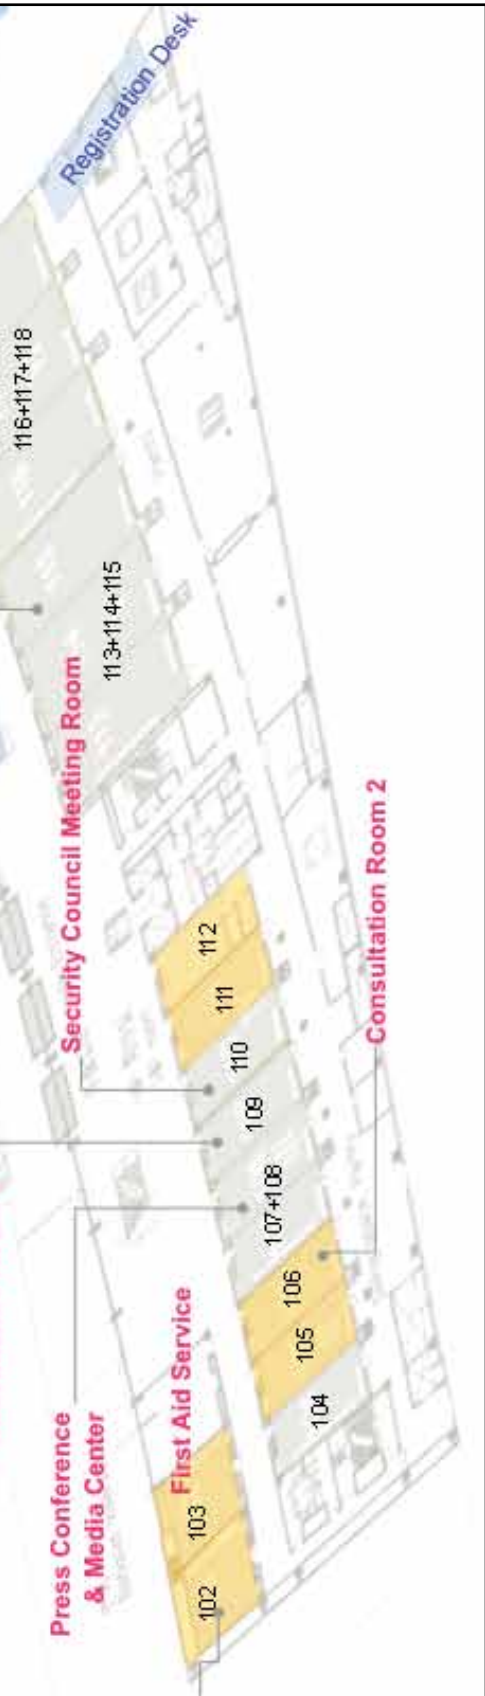 Registration Desk
116+117+118
113+114+115
Security Council Meeting Room
112
111
110
109
107+108
106
105
104
Consultation Room 2
First Aid Service
103
102
Press Conference
& Media Center